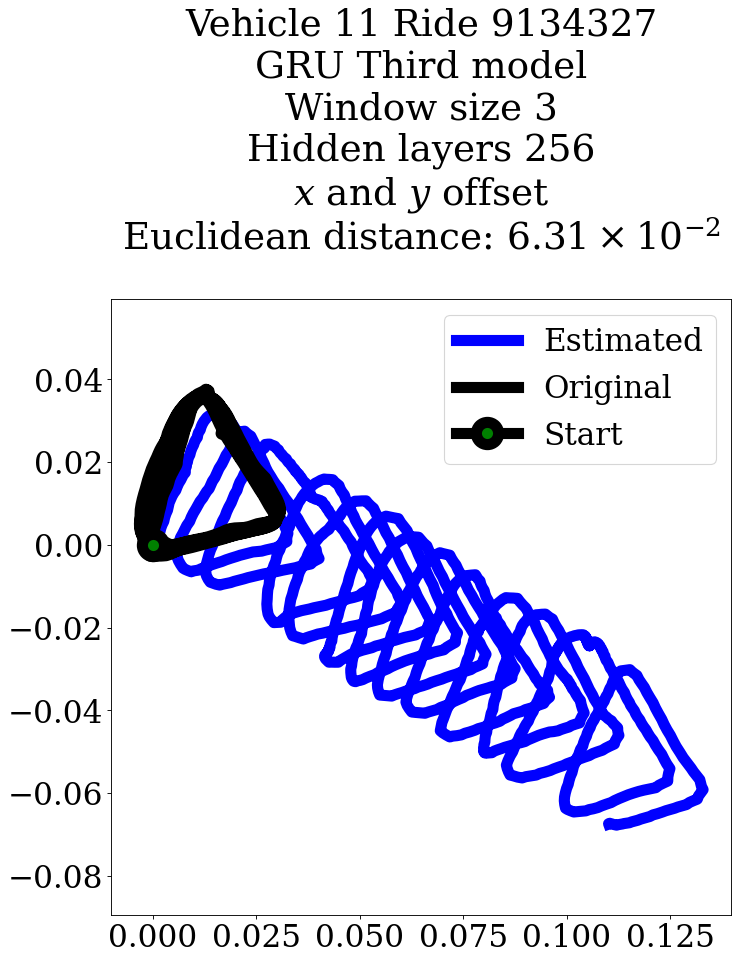 Vehicle 11 Ride 9134327
GRU Third model
Window size 3
Hidden layers 256
x and y offset
Euclidean distance: 6.31 × 10⁻²
Estimated
Original
Start
0.04
0.02
0.00
−0.02
−0.04
−0.06
−0.08
0.000 0.025 0.050 0.075 0.100 0.125